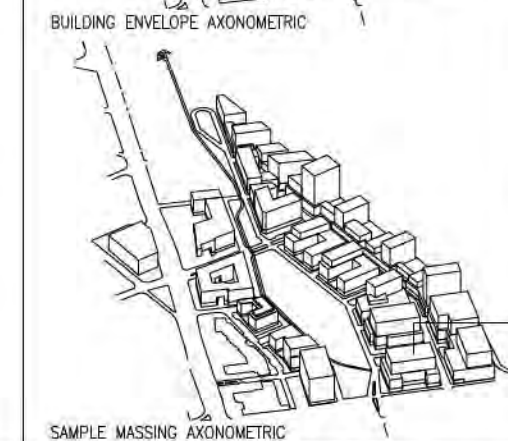 BUILDING ENVELOPE AXONOMETRIC
SAMPLE MASSING AXONOMETRIC